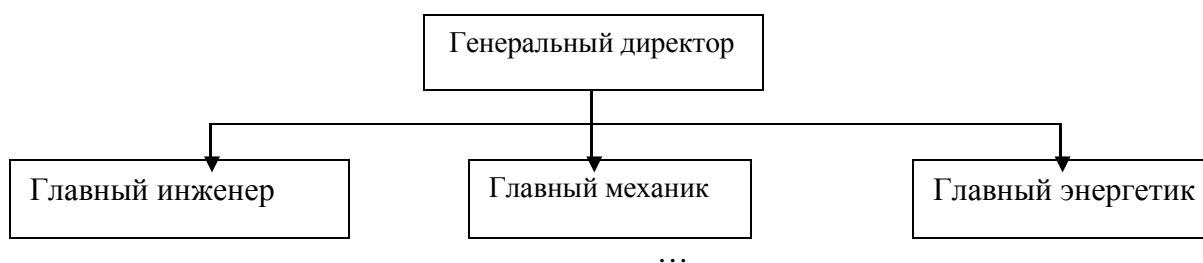 Генеральный директор
Главный инженер
Главный механик
Главный энергетик
…